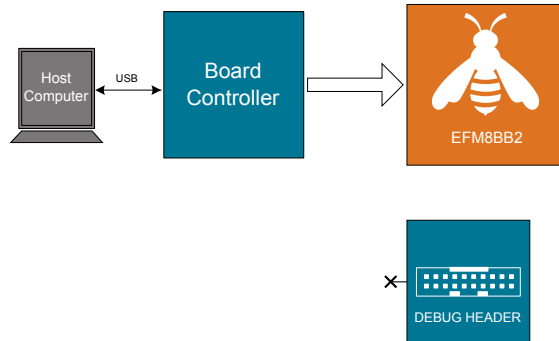 Host
Computer
USB
Board
Controller
EFM8BB2
DEBUG HEADER